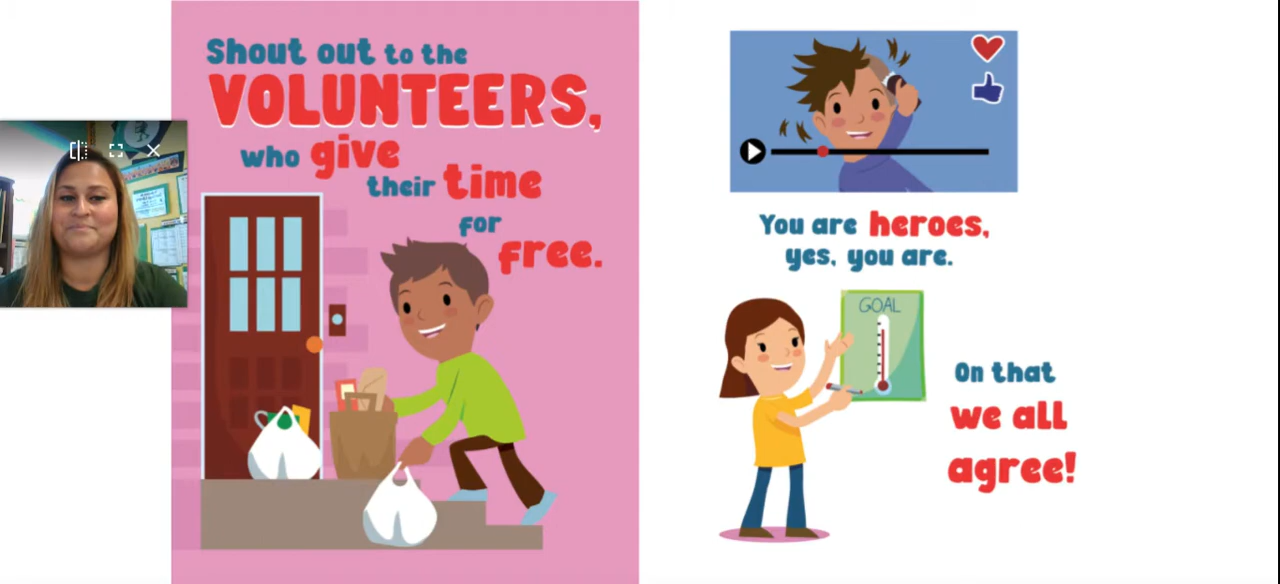 Shout out to the
VOLUNTEERS,
who give
their time
for
free.
You are heroes,
yes, you are.
GOAL
On that
we all
agree!